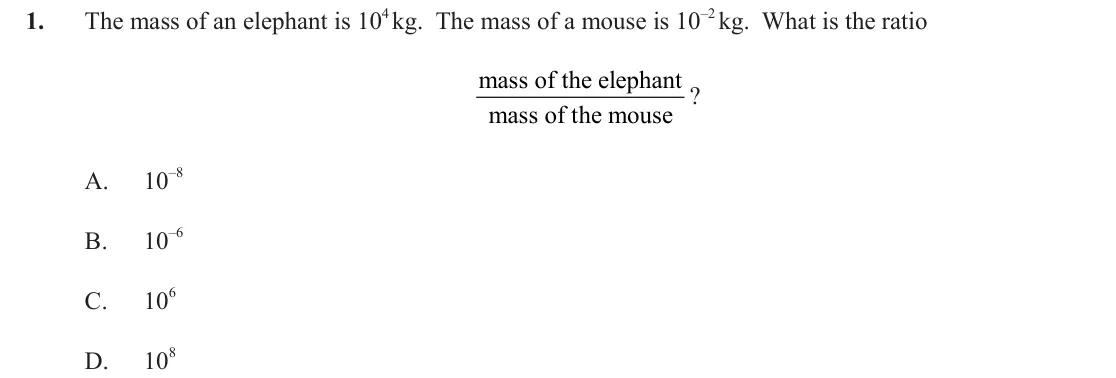 1. The mass of an elephant is 10⁴ kg. The mass of a mouse is 10⁻² kg. What is the ratio
mass of the elephant
mass of the mouse ?
A. 10⁻⁸
B. 10⁻⁶
C. 10⁶
D. 10⁸